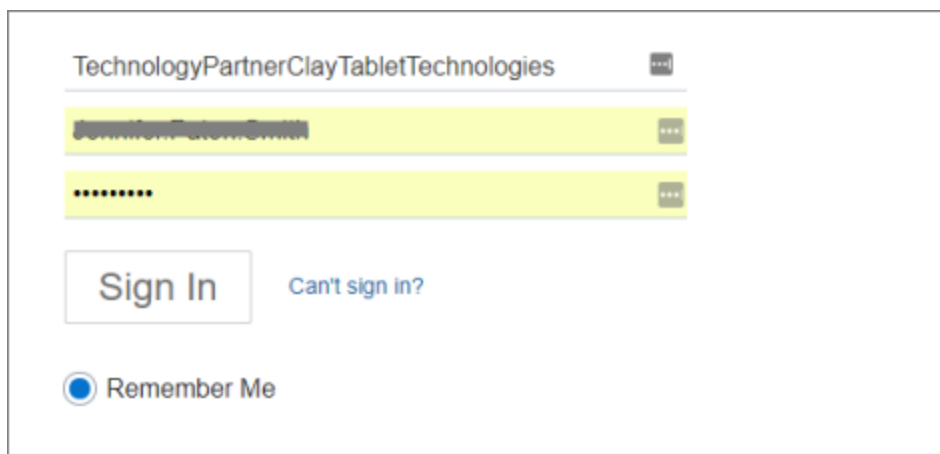 TechnologyPartnerClayTabletTechnologies
•••••••••
Sign In
Can't sign in?
Remember Me